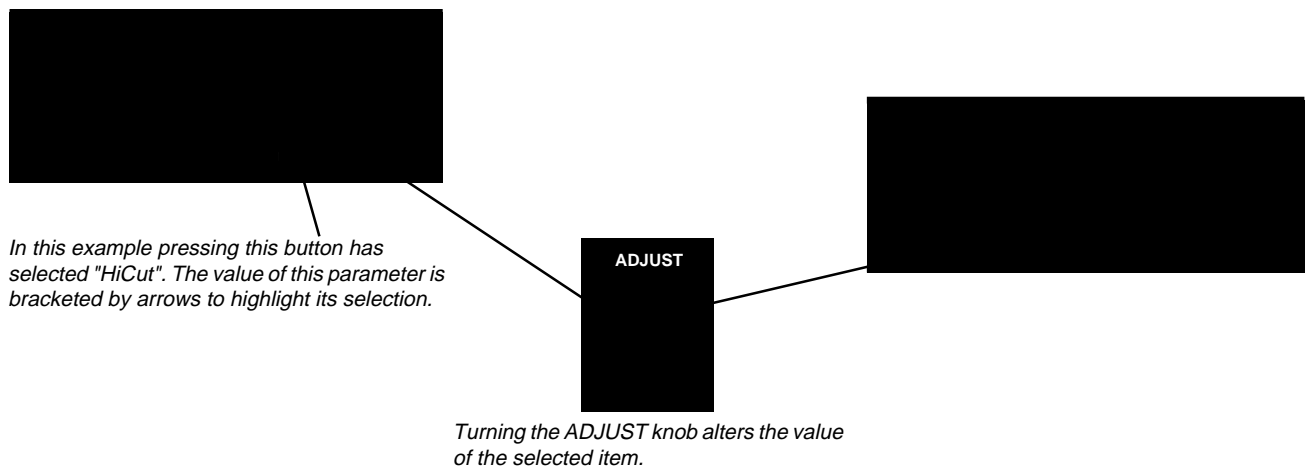 In this example pressing this button has
selected "HiCut". The value of this parameter is
bracketed by arrows to highlight its selection.
ADJUST
Turning the ADJUST knob alters the value
of the selected item.